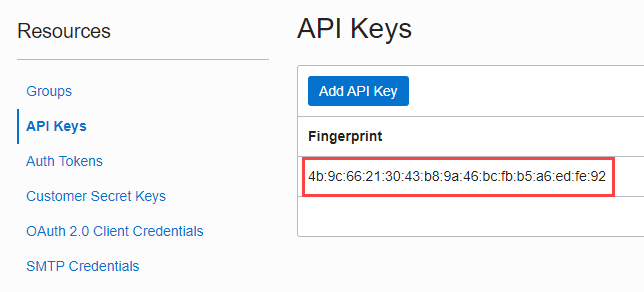 Resources
Groups
API Keys
Auth Tokens
Customer Secret Keys
OAuth 2.0 Client Credentials
SMTP Credentials
API Keys
Add API Key
Fingerprint
4b:9c:66:21:30:43:b8:9a:46:bc:fb:b5:a6:ed:fe:92